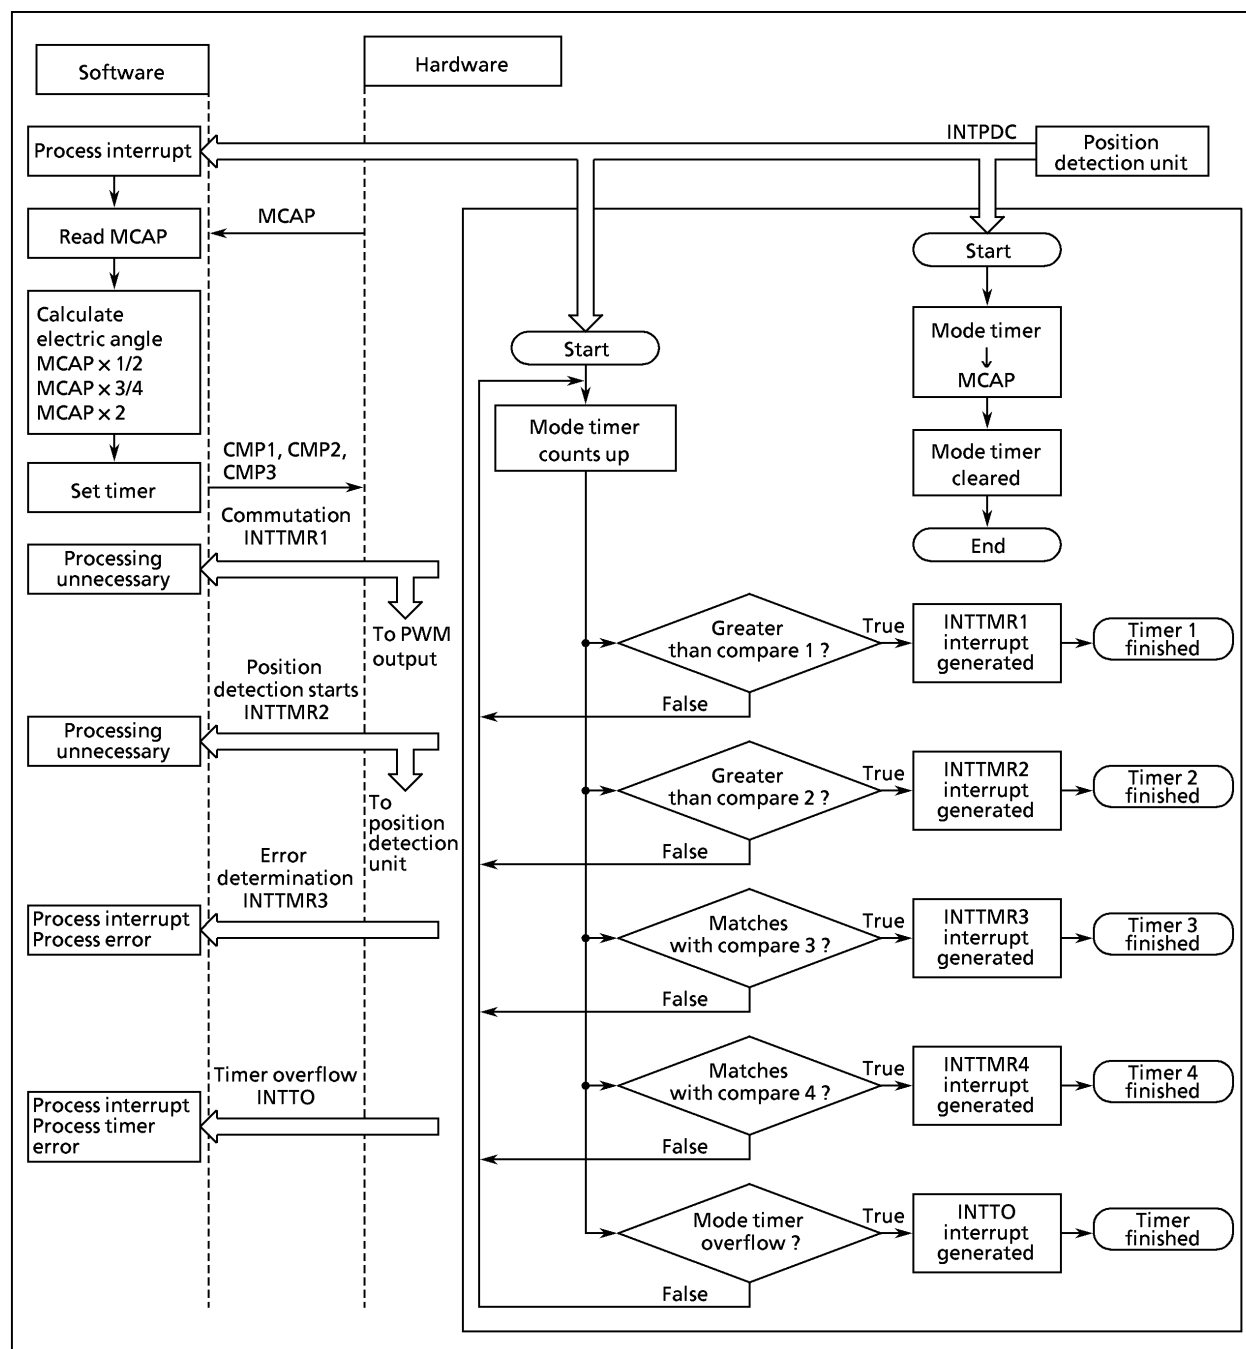 Software
Hardware
INTPDC
Process interrupt
Position
detection unit
MCAP
Read MCAP
Start
Calculate
electric angle
MCAP × 1/2
MCAP × 3/4
MCAP × 2
Mode timer
↓
MCAP
Start
Mode timer
counts up
Mode timer
cleared
CMP1, CMP2,
CMP3
Set timer
End
Commutation
INTTMR1
Processing
unnecessary
To PWM
output
Greater
than compare 1 ?
True
INTTMR1
interrupt
generated
Timer 1
finished
False
Position
detection starts
INTTMR2
Processing
unnecessary
To
position
detection
unit
Greater
than compare 2 ?
True
INTTMR2
interrupt
generated
Timer 2
finished
False
Error
determination
INTTMR3
Process interrupt
Process error
Matches
with compare 3 ?
True
INTTMR3
interrupt
generated
Timer 3
finished
False
Timer overflow
INTTO
Process interrupt
Process timer
error
Matches
with compare 4 ?
True
INTTMR4
interrupt
generated
Timer 4
finished
False
Mode timer
overflow ?
True
INTTO
interrupt
generated
Timer
finished
False